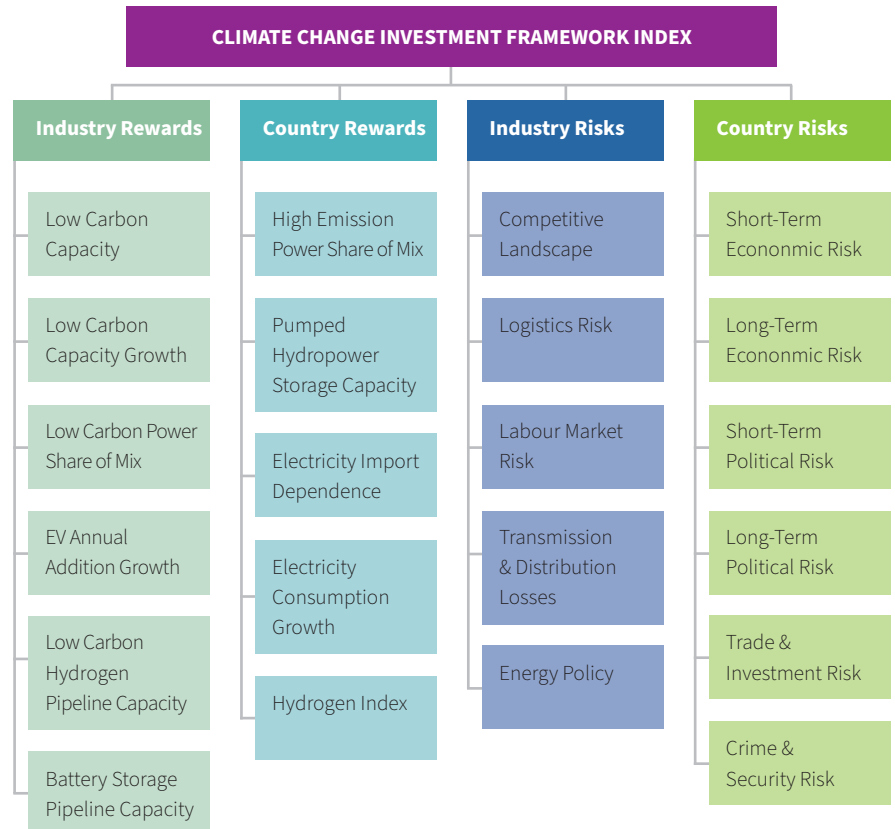 CLIMATE CHANGE INVESTMENT FRAMEWORK INDEX
Industry Rewards
Low Carbon
Capacity
Low Carbon
Capacity Growth
Low Carbon Power
Share of Mix
EV Annual
Addition Growth
Low Carbon
Hydrogen
Pipeline Capacity
Battery Storage
Pipeline Capacity
Country Rewards
High Emission
Power Share of Mix
Pumped
Hydropower
Storage Capacity
Electricity Import
Dependence
Electricity
Consumption
Growth
Hydrogen Index
Industry Risks
Competitive
Landscape
Logistics Risk
Labour Market
Risk
Transmission
& Distribution
Losses
Energy Policy
Country Risks
Short-Term
Econonmic Risk
Long-Term
Econonmic Risk
Short-Term
Political Risk
Long-Term
Political Risk
Trade &
Investment Risk
Crime &
Security Risk